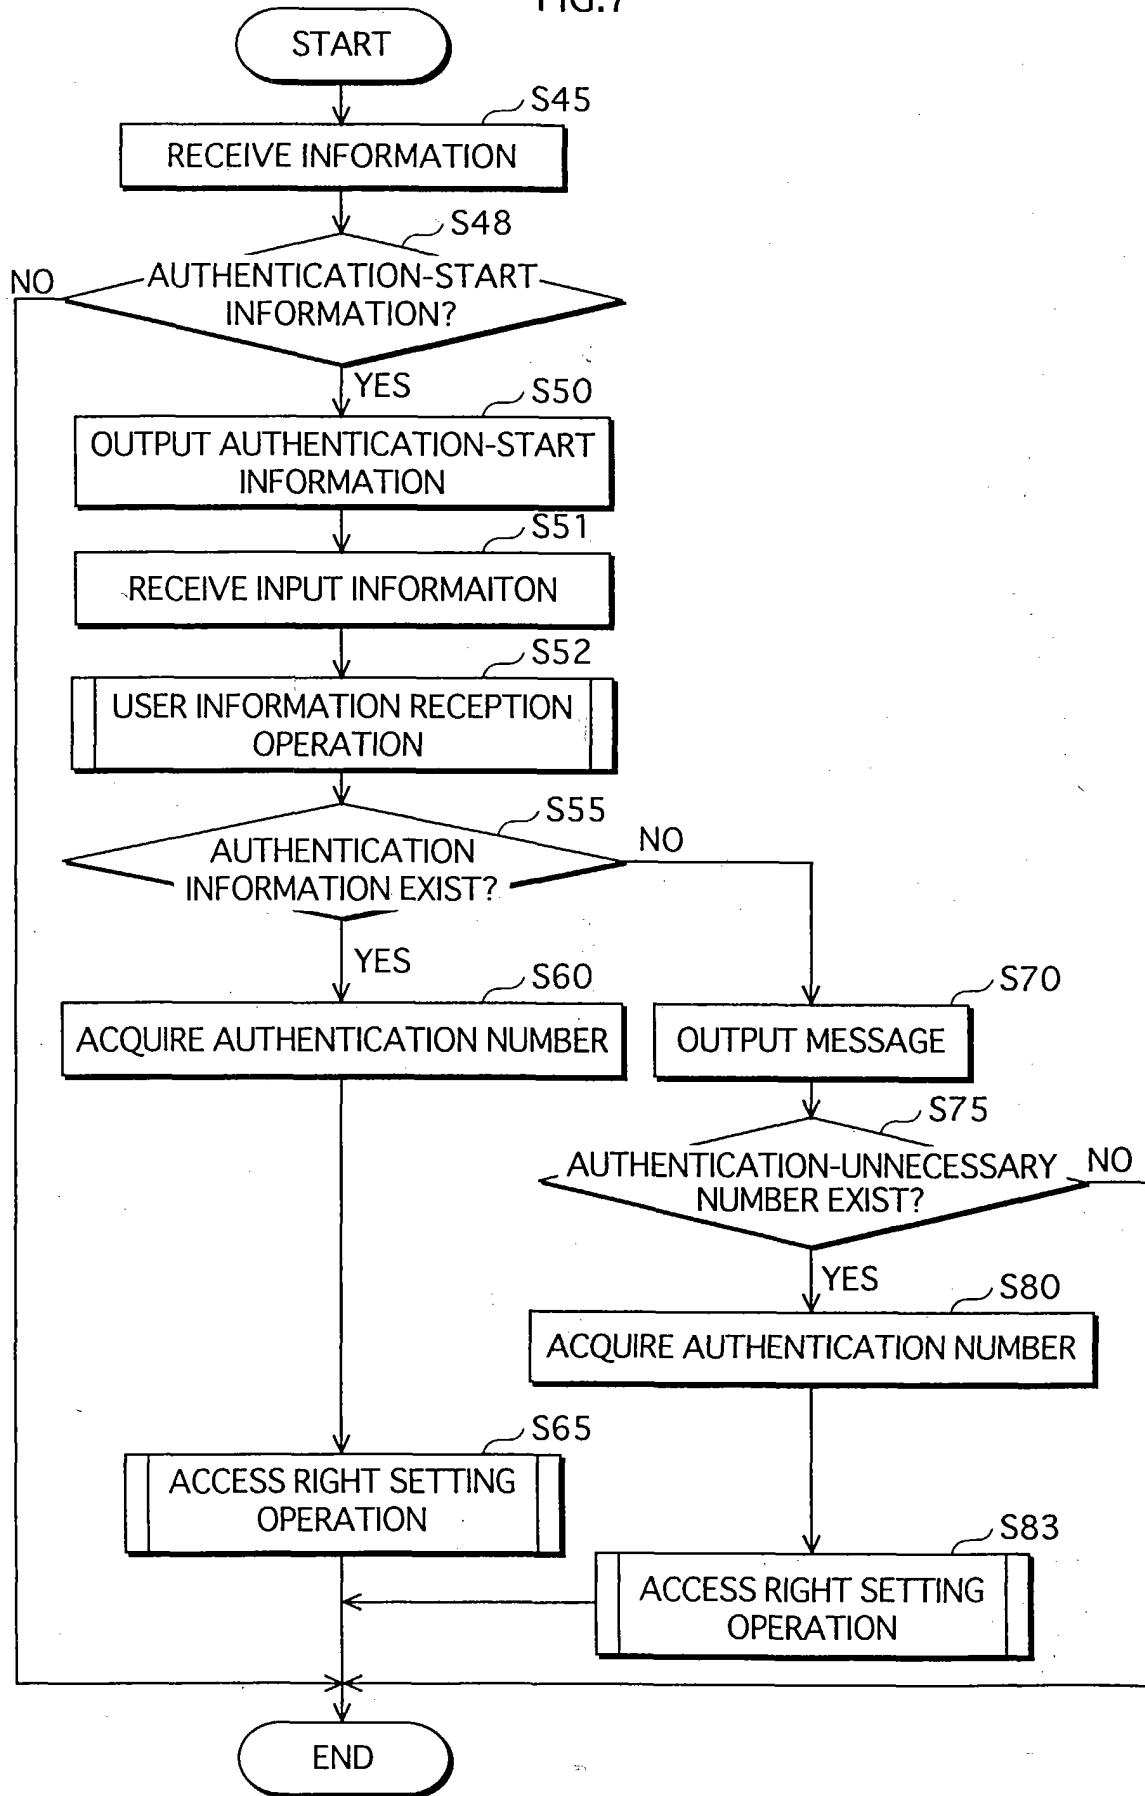 FIG.7
START
S45
RECEIVE INFORMATION
S48
NO
AUTHENTICATION-START
INFORMATION?
YES
S50
OUTPUT AUTHENTICATION-START
INFORMATION
S51
RECEIVE INPUT INFORMAITON
S52
USER INFORMATION RECEPTION
OPERATION
S55
NO
AUTHENTICATION
INFORMATION EXIST?
YES
S60
ACQUIRE AUTHENTICATION NUMBER
S70
OUTPUT MESSAGE
S75
AUTHENTICATION-UNNECESSARY
NUMBER EXIST?
NO
YES
S80
ACQUIRE AUTHENTICATION NUMBER
S65
ACCESS RIGHT SETTING
OPERATION
S83
ACCESS RIGHT SETTING
OPERATION
END